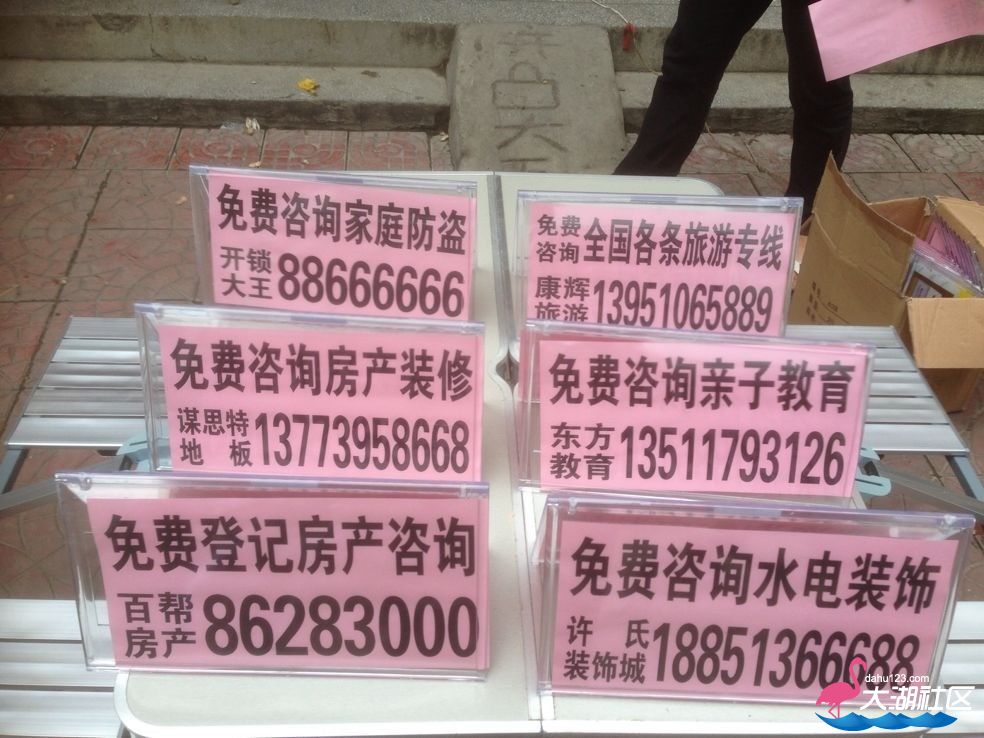 免费咨询家庭防盗
开锁大王 88666666
免费咨询 全国各条旅游专线
康辉旅游 13951065889
免费咨询房产装修
谋思特地板 13773958668
免费咨询亲子教育
东方教育 13511793126
免费登记房产咨询
百帮房产 86283000
免费咨询水电装饰
许氏装饰城 18851366688
dahu123.com
大湖社区